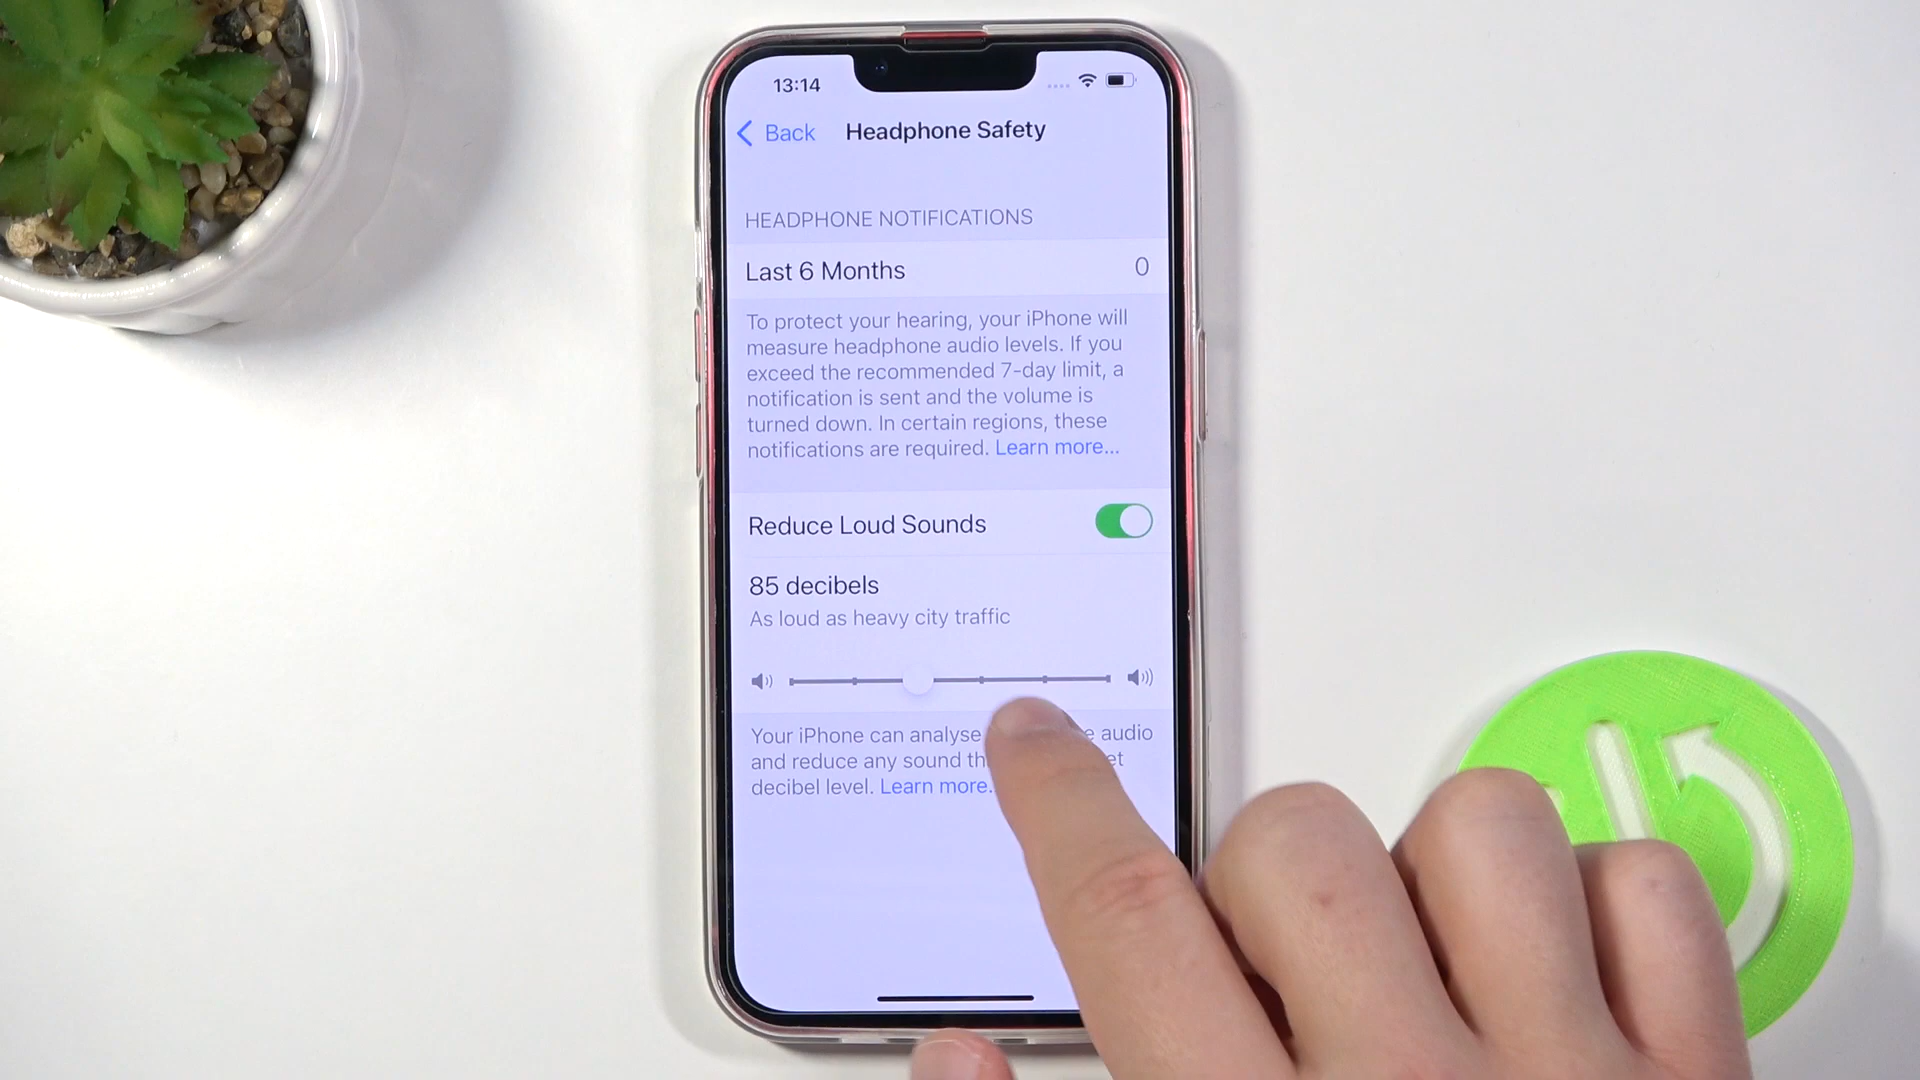 13:14
Back
Headphone Safety
HEADPHONE NOTIFICATIONS
Last 6 Months
0
To protect your hearing, your iPhone will
measure headphone audio levels. If you
exceed the recommended 7-day limit, a
notification is sent and the volume is
turned down. In certain regions, these
notifications are required. Learn more...
Reduce Loud Sounds
85 decibels
As loud as heavy city traffic
Your iPhone can analyse audio
and reduce any sound
decibel level. Learn more..